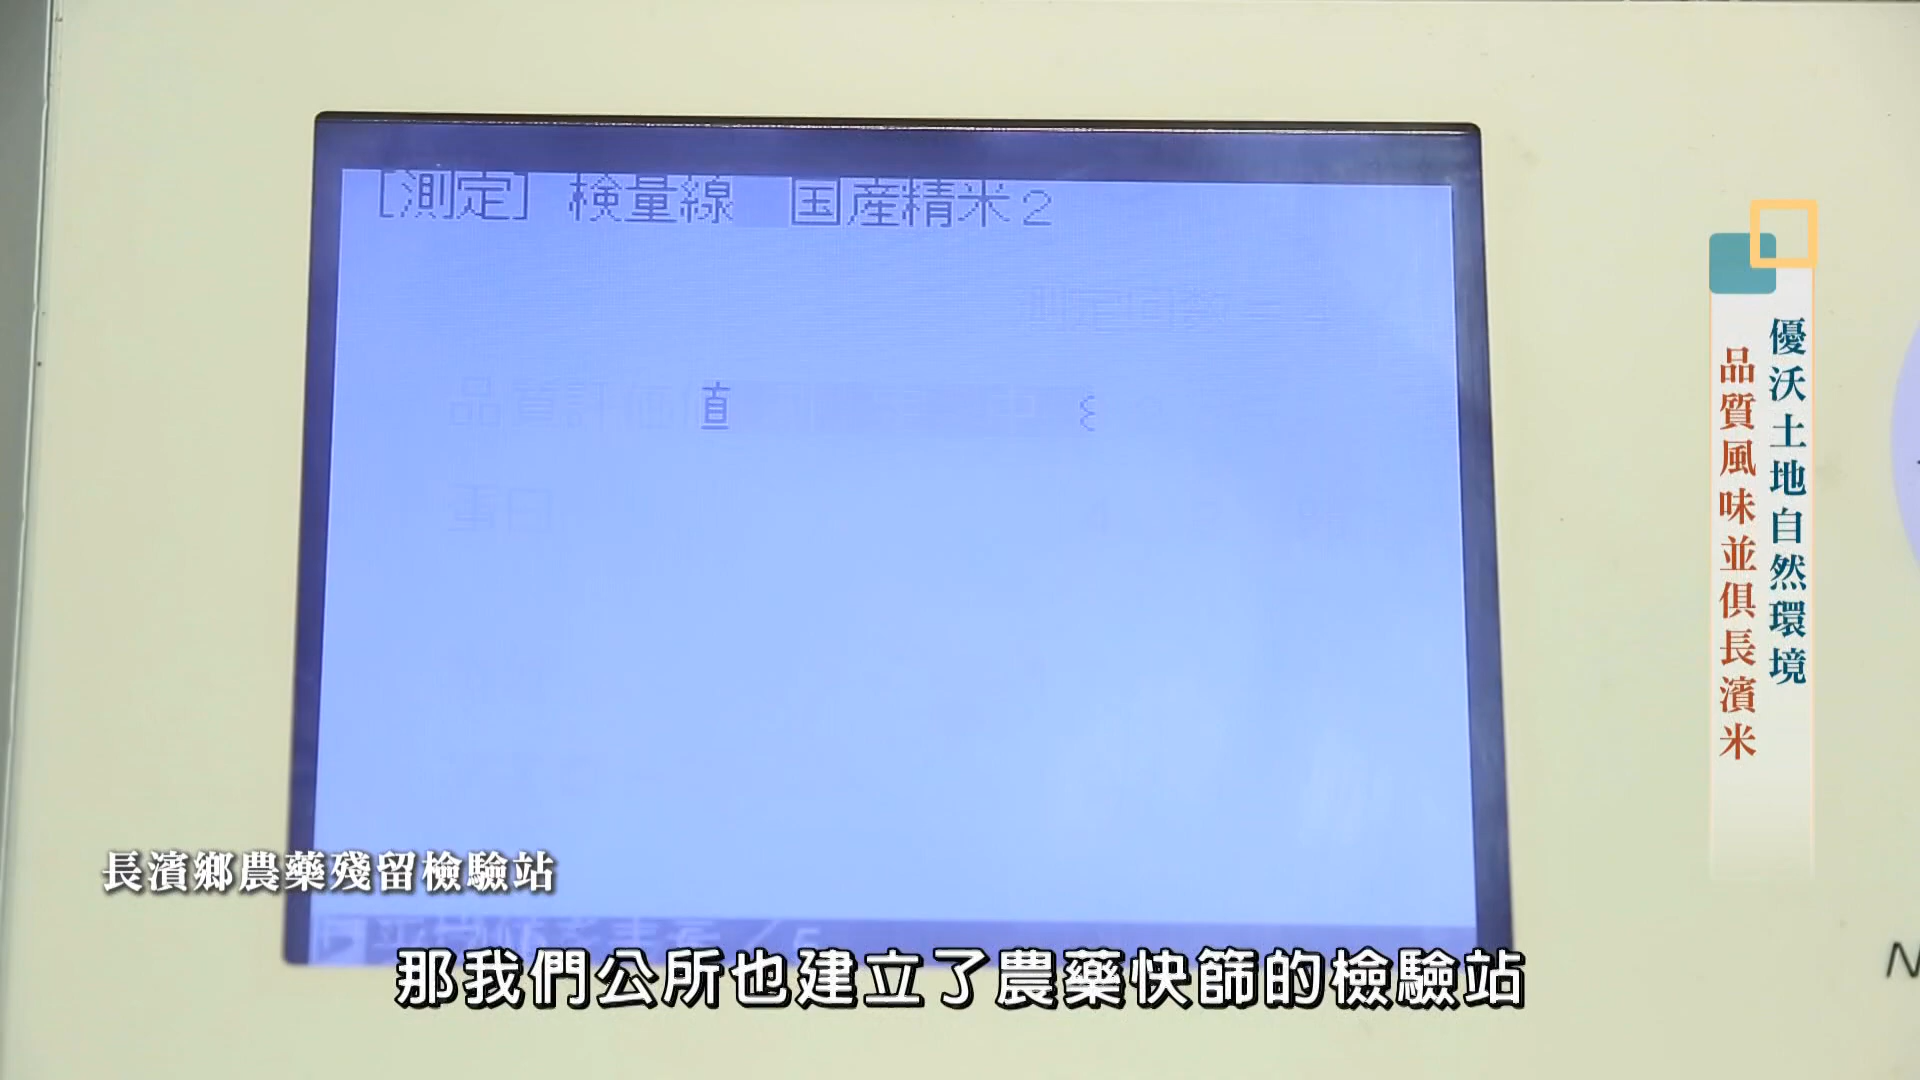 [測定] 検量線 国産精米2
品質評価値
優沃土地自然環境
品質風味並俱長濱米
長濱鄉農藥殘留檢驗站
那我們公所也建立了農藥快篩的檢驗站